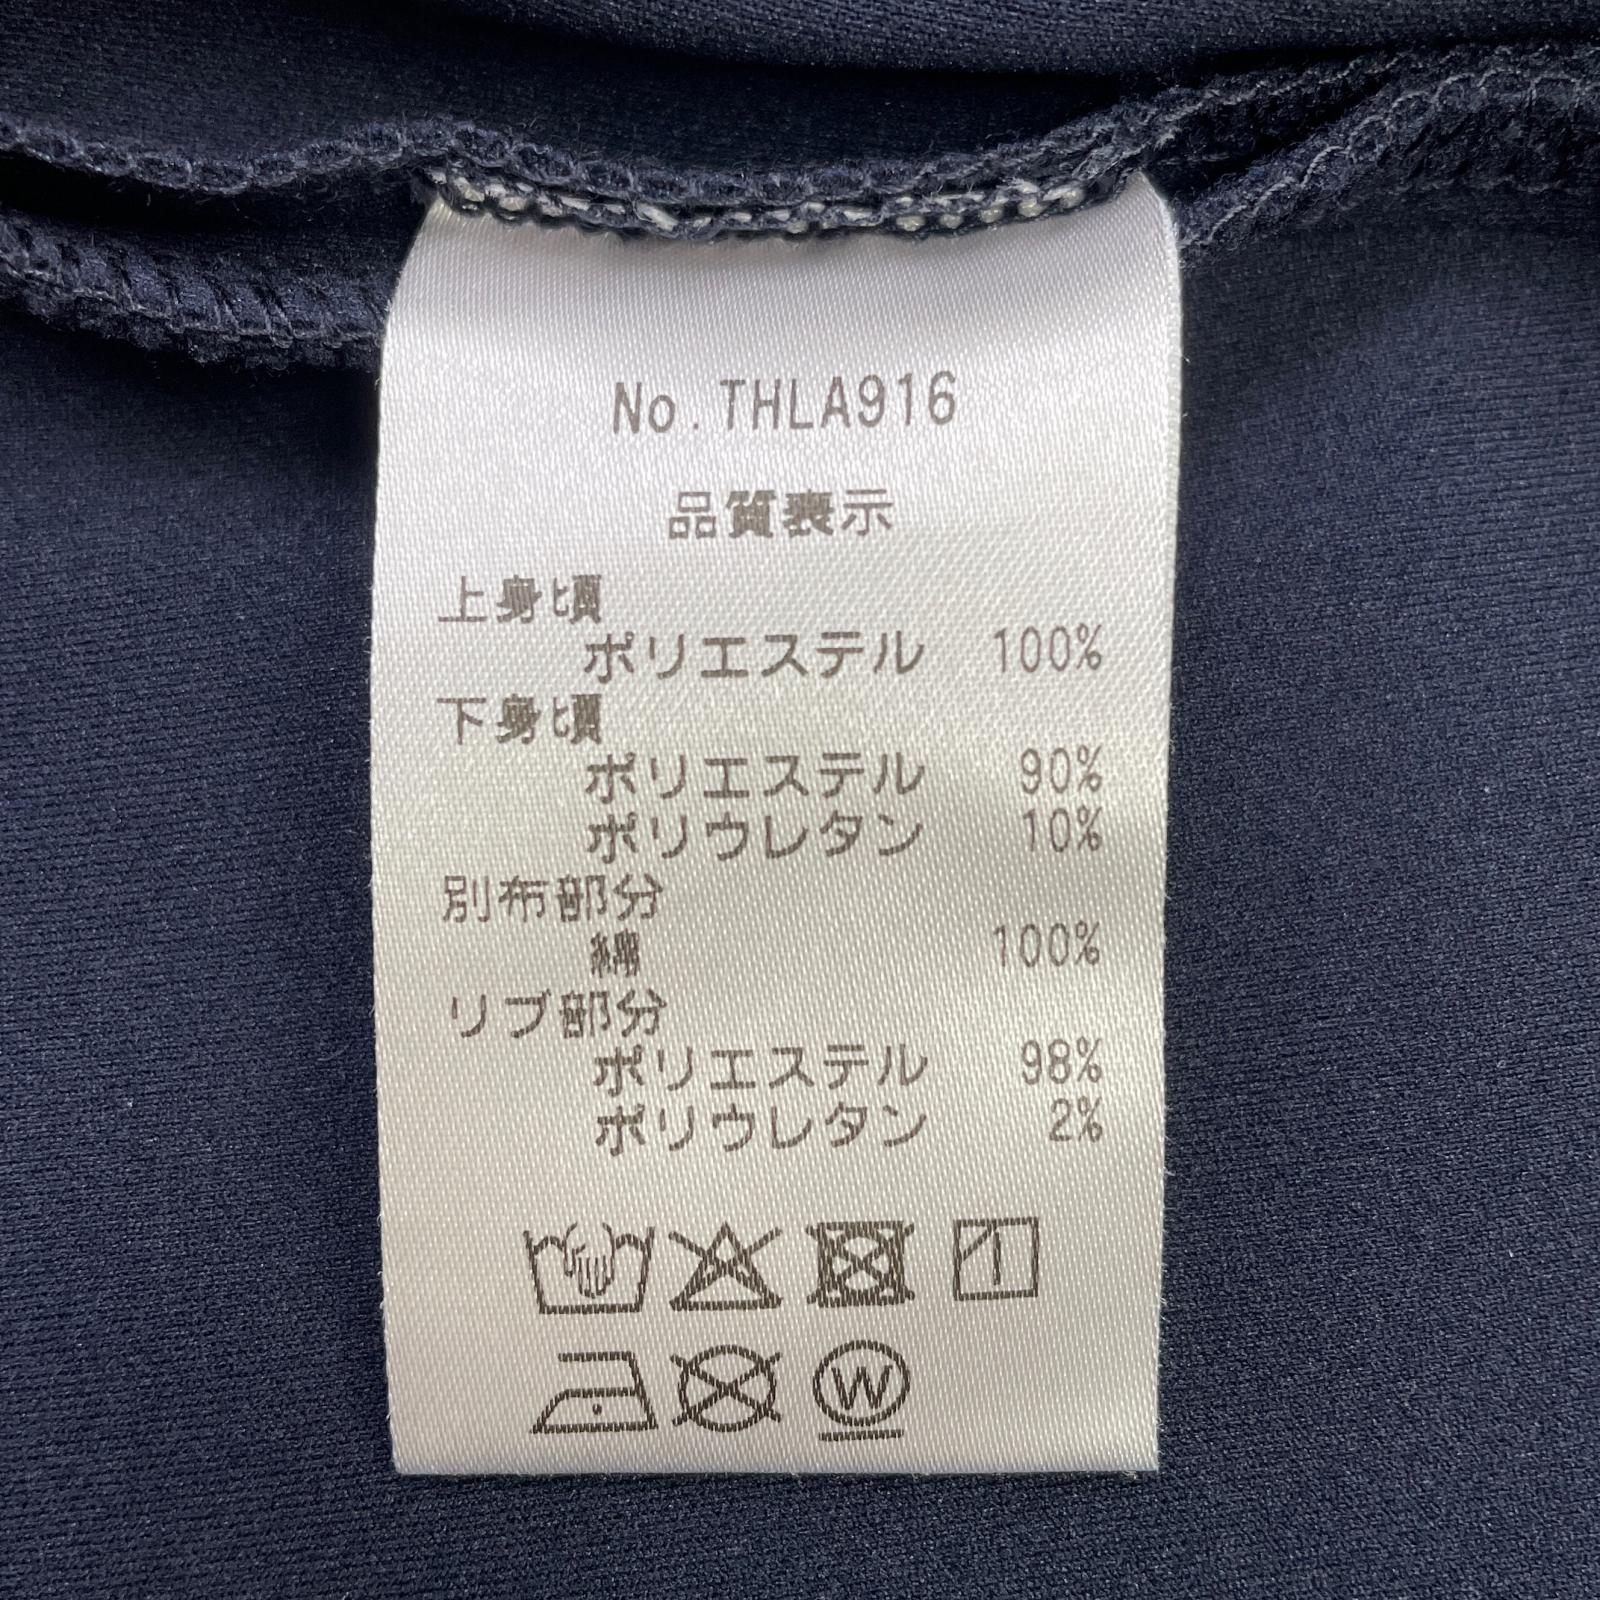 No.THLA916
品質表示
上身頃
ポリエステル 100%
下身頃
ポリエステル 90%
ポリウレタン 10%
別布部分
綿 100%
リブ部分
ポリエステル 98%
ポリウレタン 2%
W